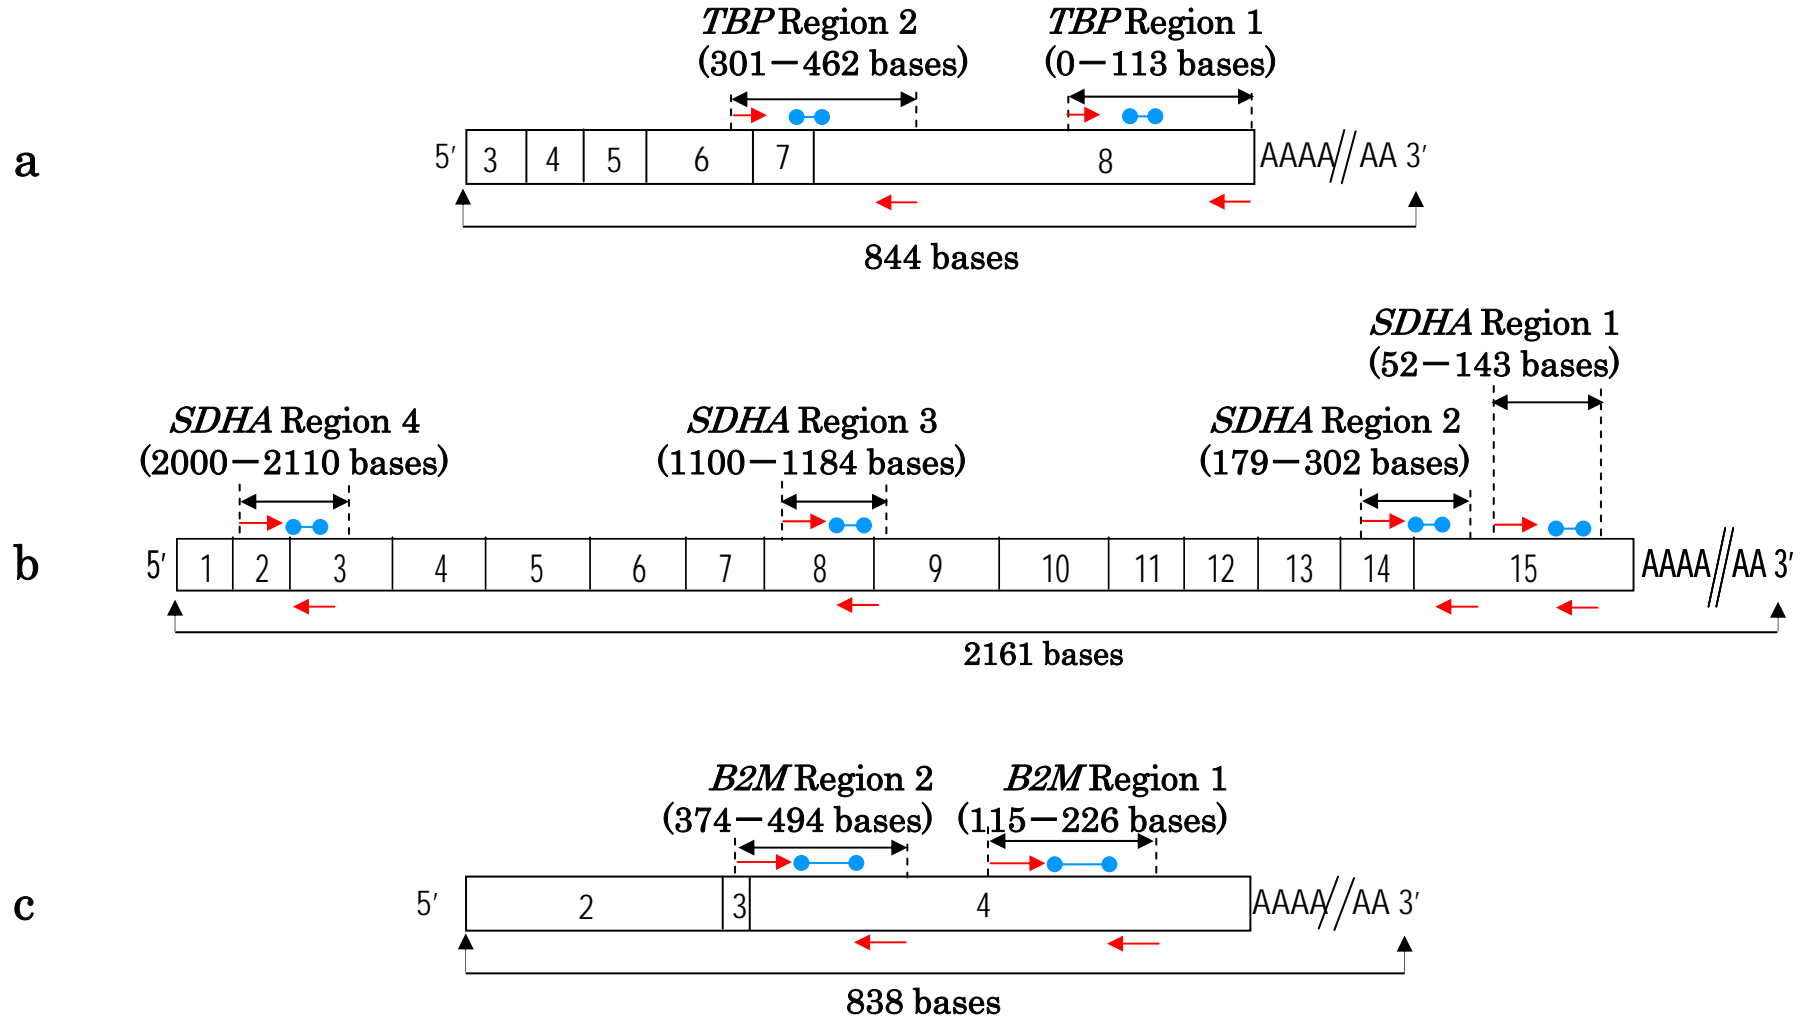 TBP Region 2 TBP Region 1
(301−462 bases) (0−113 bases)
a 5′ 3 4 5 6 7 8 AAAA//AA 3′
844 bases
SDHA Region 1
(52−143 bases)
SDHA Region 4 SDHA Region 3 SDHA Region 2
(2000−2110 bases) (1100−1184 bases) (179−302 bases)
b 5′ 1 2 3 4 5 6 7 8 9 10 11 12 13 14 15 AAAA//AA 3′
2161 bases
B2M Region 2 B2M Region 1
(374−494 bases) (115−226 bases)
c 5′ 2 3 4 AAAA//AA 3′
838 bases